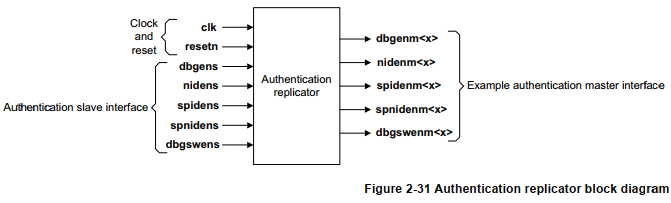 Clock
and
reset
clk
resetn
Authentication slave interface
dbgens
nidens
spidens
spnidens
dbgswens
Authentication
replicator
dbgenm<x>
nidenm<x>
spidenm<x>
spnidenm<x>
dbgswenm<x>
Example authentication master interface
Figure 2-31 Authentication replicator block diagram